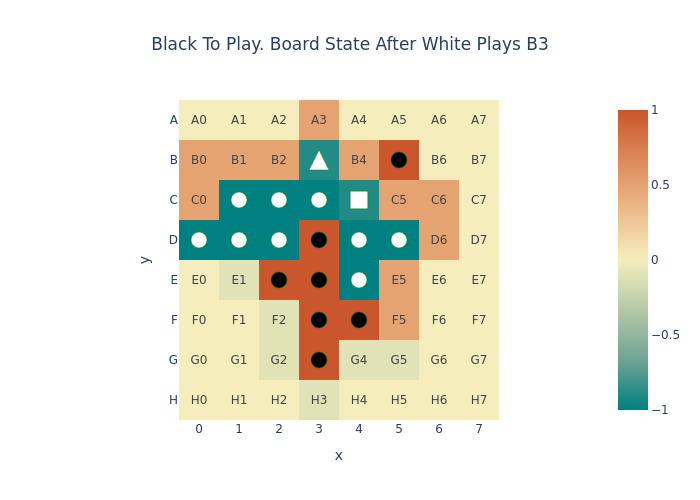 Black To Play. Board State After White Plays B3
A A0 A1 A2 A3 A4 A5 A6 A7
B B0 B1 B2 B4 B6 B7
C C0 C5 C6 C7
D D6 D7
E E0 E1 E5 E6 E7
F F0 F1 F2 F5 F6 F7
G G0 G1 G2 G4 G5 G6 G7
H H0 H1 H2 H3 H4 H5 H6 H7
0 1 2 3 4 5 6 7
x
y
1
0.5
0
−0.5
−1